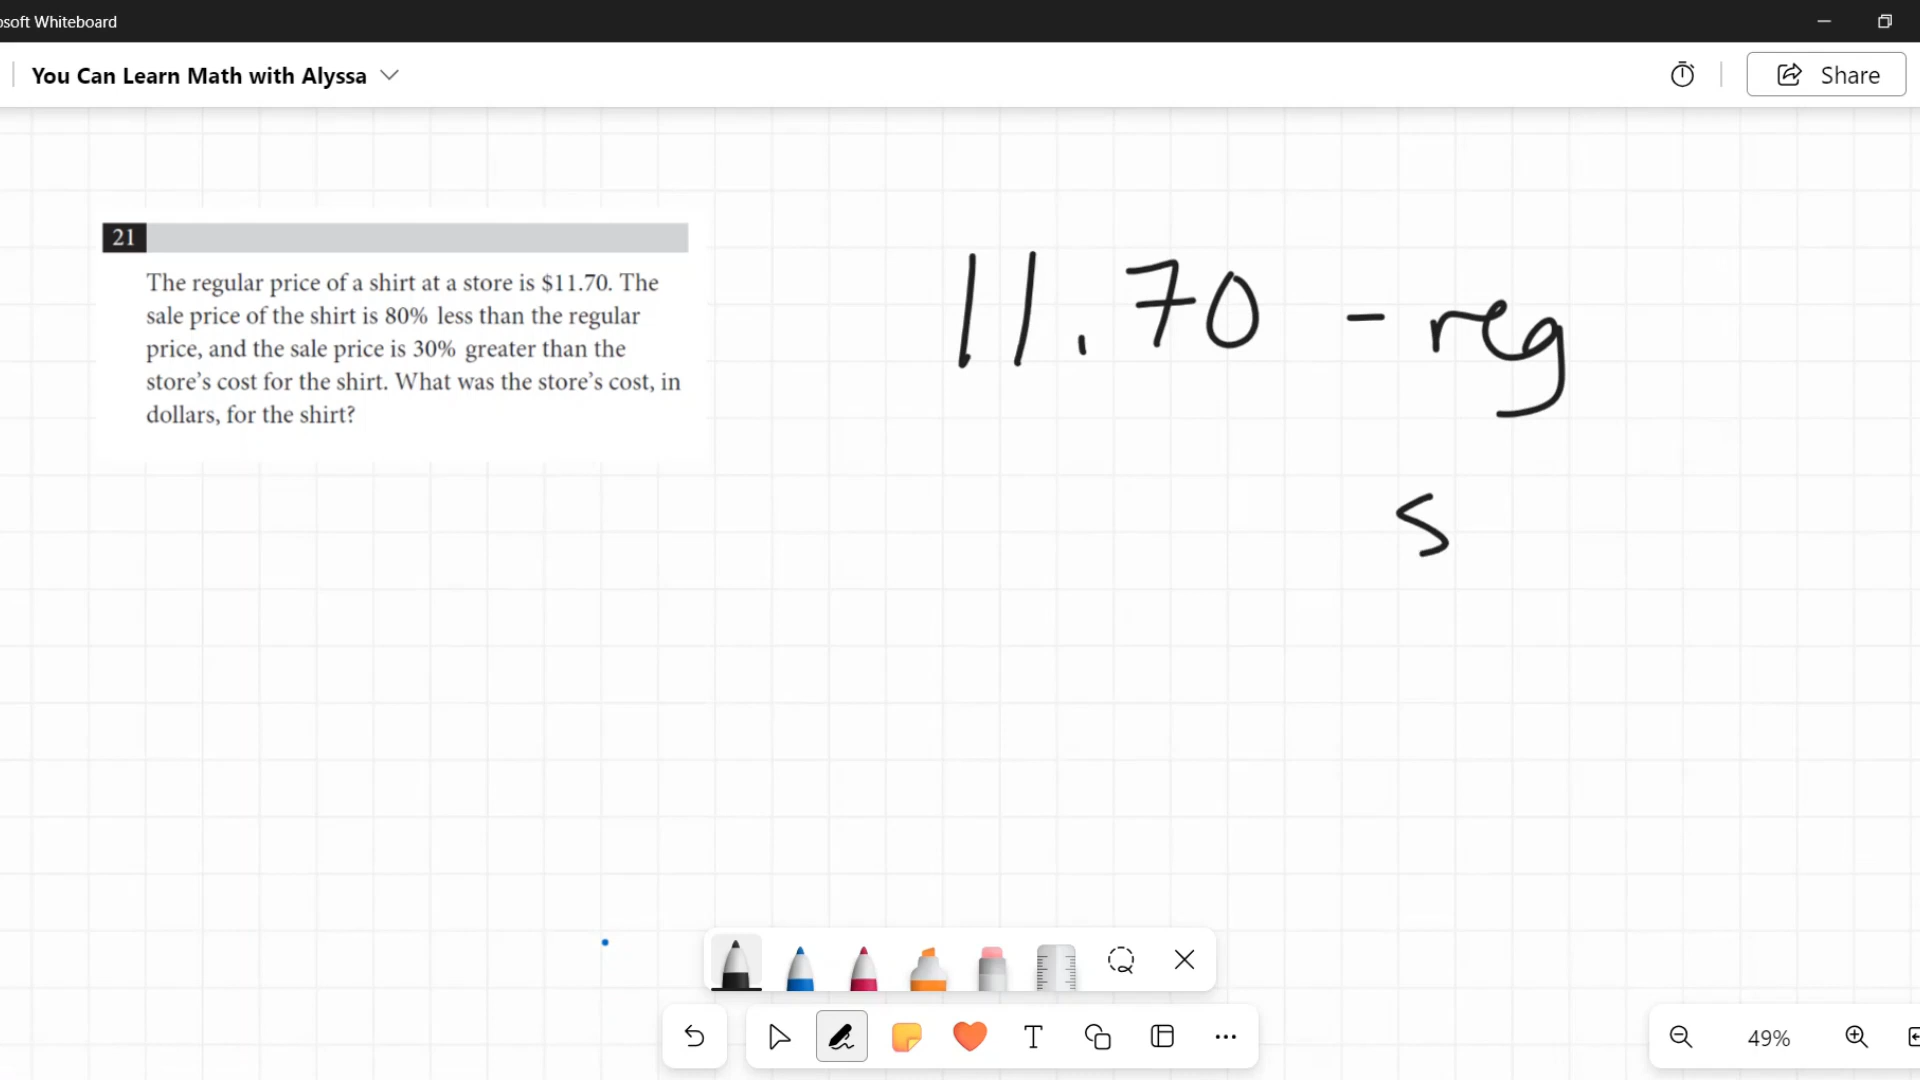 osoft Whiteboard
You Can Learn Math with Alyssa
Share
21
The regular price of a shirt at a store is $11.70. The
sale price of the shirt is 80% less than the regular
price, and the sale price is 30% greater than the
store's cost for the shirt. What was the store's cost, in
dollars, for the shirt?
11.70 - reg
s
T
49%